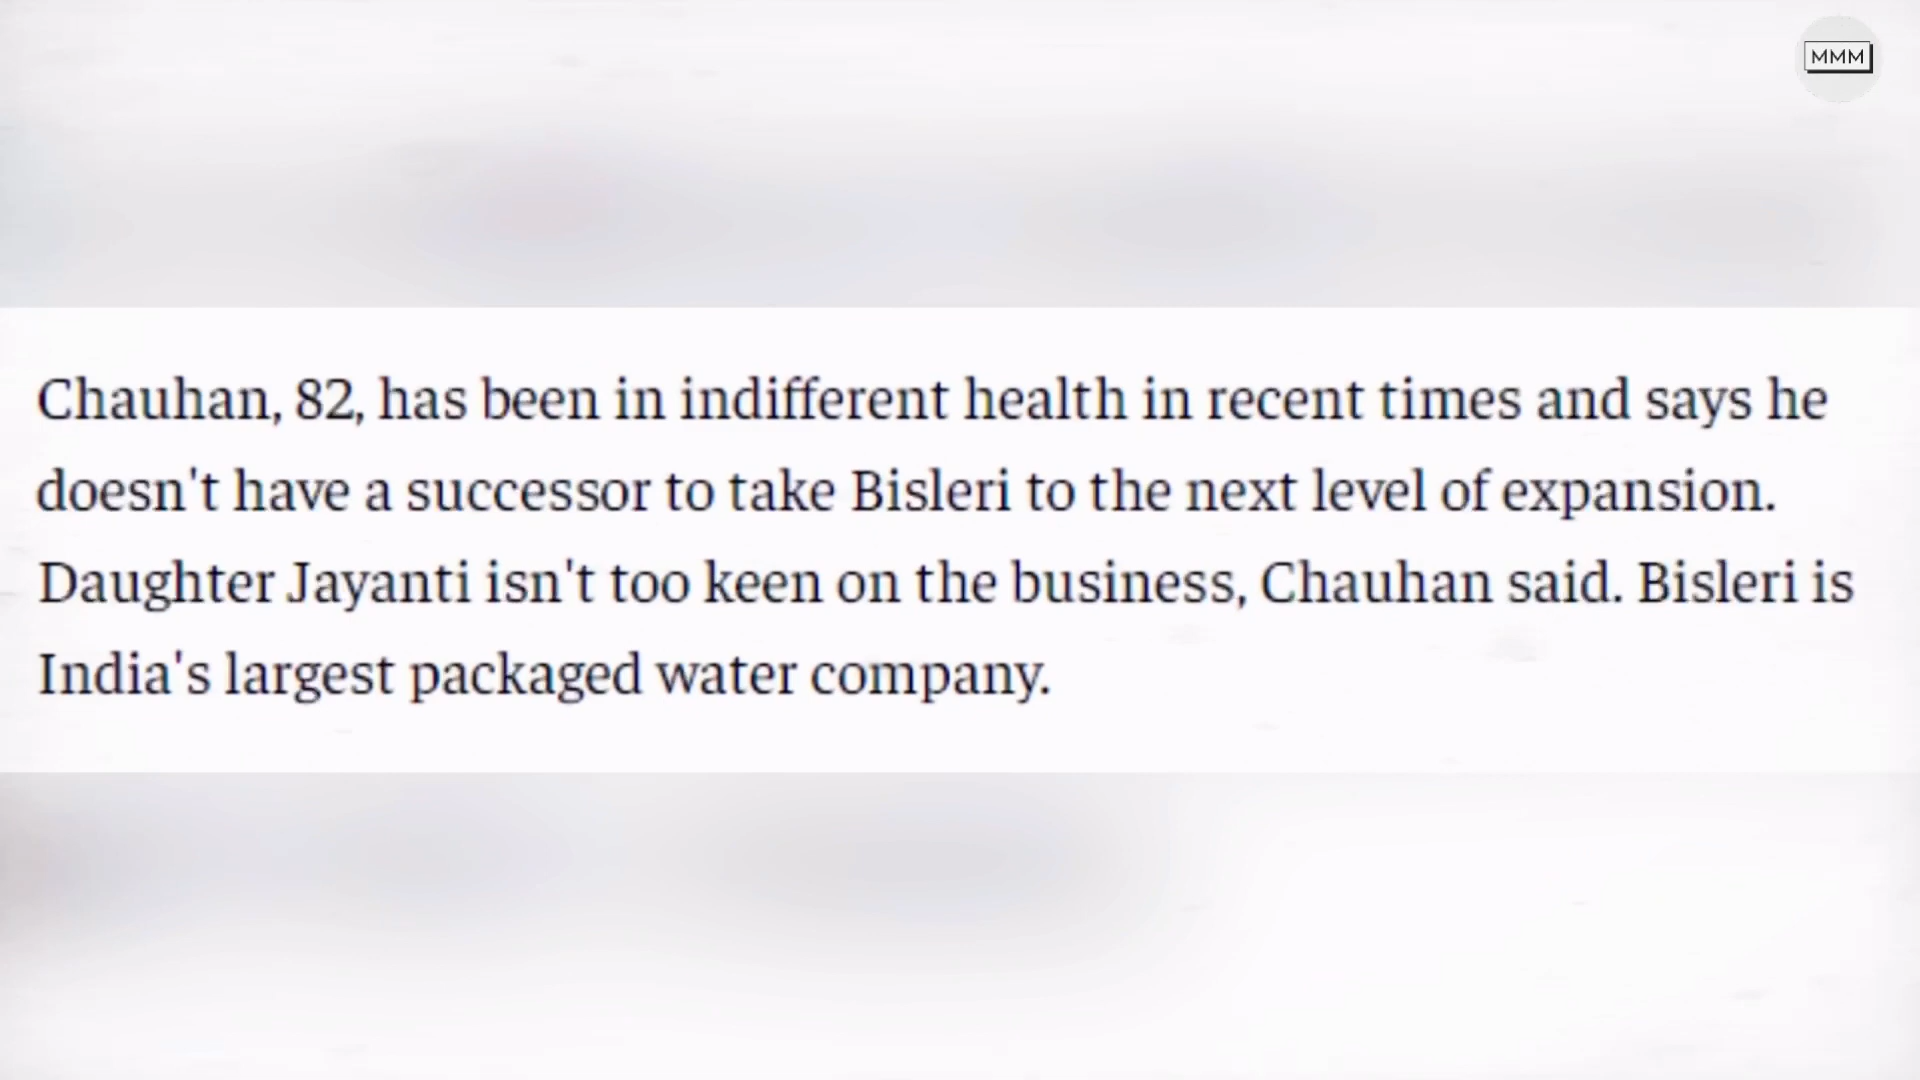 MMM
Chauhan, 82, has been in indifferent health in recent times and says he
doesn't have a successor to take Bisleri to the next level of expansion.
Daughter Jayanti isn't too keen on the business, Chauhan said. Bisleri is
India's largest packaged water company.